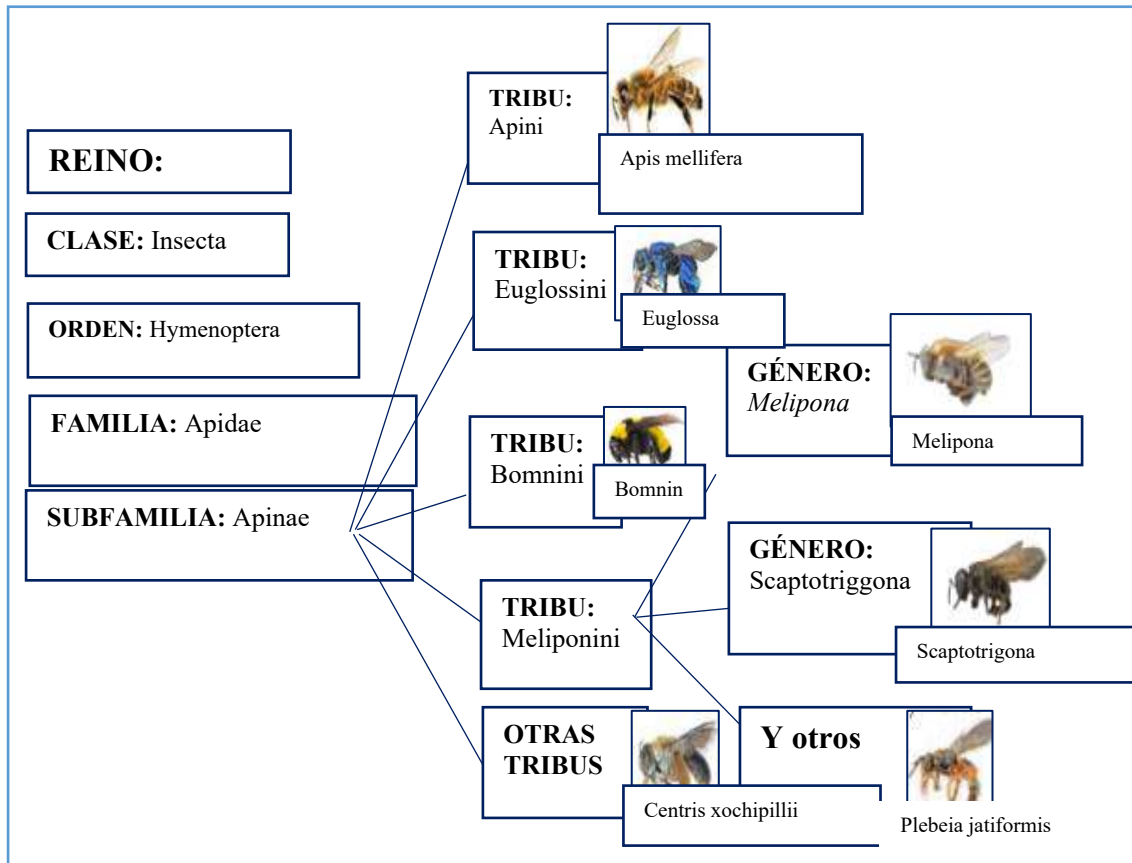 REINO:
CLASE: Insecta
ORDEN: Hymenoptera
FAMILIA: Apidae
SUBFAMILIA: Apinae
TRIBU:
Apini
Apis mellifera
TRIBU:
Euglossini
Euglossa
TRIBU:
Bomnini
Bomnin
TRIBU:
Meliponini
OTRAS
TRIBUS
Centris xochipillii
GÉNERO:
Melipona
Melipona
GÉNERO:
Scaptotriggona
Scaptotrigona
Y otros
Plebeia jatiformis